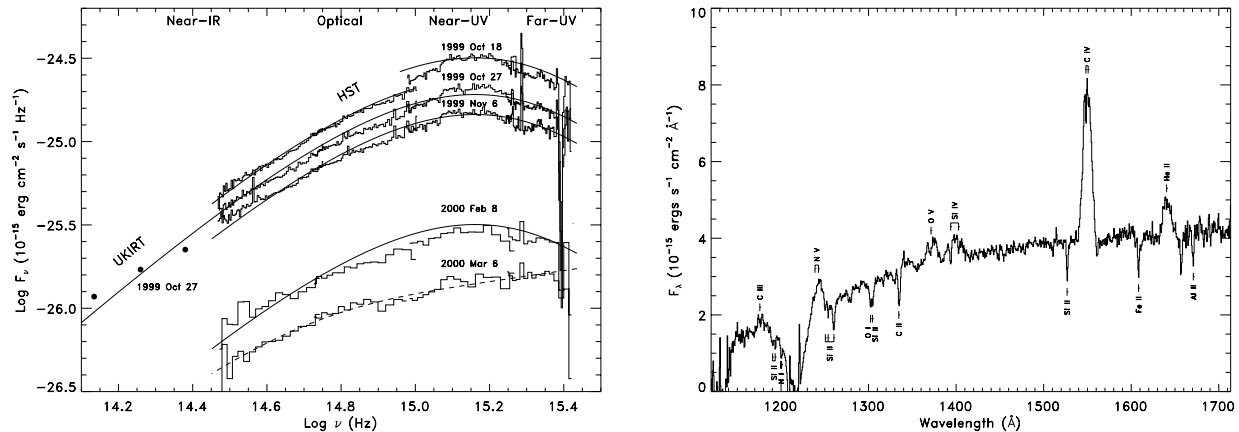 Near-IR Optical Near-UV Far-UV
1999 Oct 18
1999 Oct 27
1999 Nov 6
HST
UKIRT
1999 Oct 27
2000 Feb 8
2000 Mar 6
-24.5
-25.0
-25.5
-26.0
-26.5
14.2 14.4 14.6 14.8 15.0 15.2 15.4
Log ν (Hz)
Log Fν (10⁻¹⁵ erg cm⁻² s⁻¹ Hz⁻¹)
10
8
6
4
2
0
C III
Si II
N I
N V
Si II
O I
Si II
C II
O V
Si IV
C IV
Si II
Fe II
He II
Al II
1200 1300 1400 1500 1600 1700
Wavelength (Å)
Fλ (10⁻¹⁵ ergs s⁻¹ cm⁻² Å⁻¹)